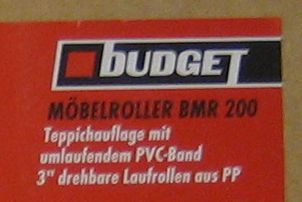 BUDGET
MÖBELROLLER BMR 200
Teppichauflage mit
umlaufendem PVC-Band
3" drehbare Laufrollen aus PP